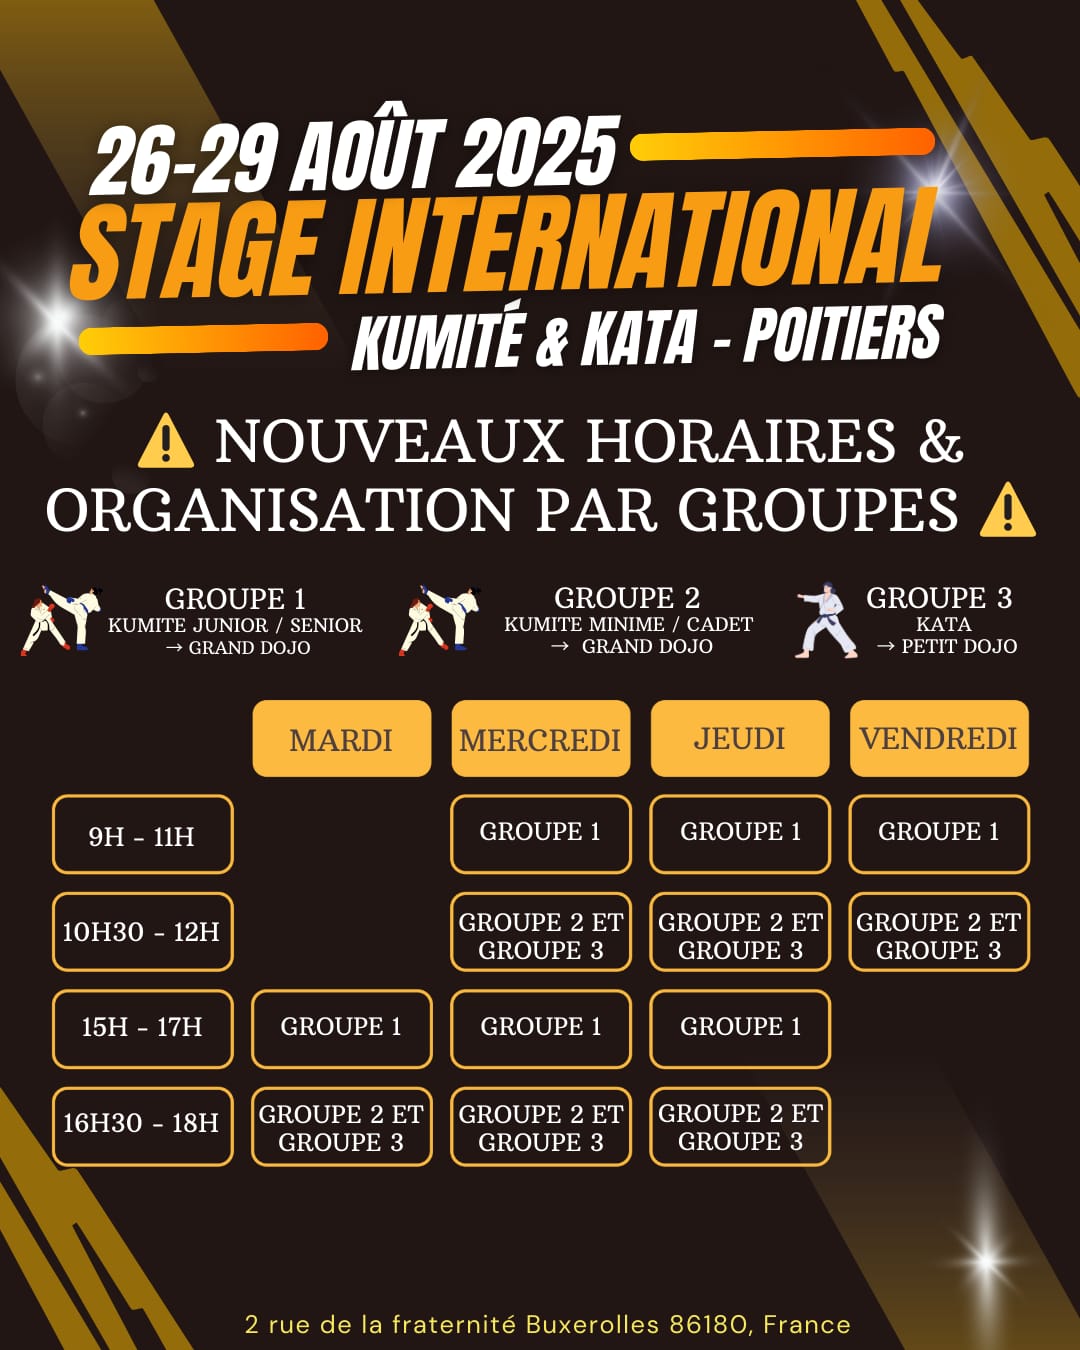 26-29 AOÛT 2025
STAGE INTERNATIONAL
KUMITÉ & KATA - POITIERS
⚠ NOUVEAUX HORAIRES &
ORGANISATION PAR GROUPES ⚠
GROUPE 1
KUMITE JUNIOR / SENIOR
→ GRAND DOJO
GROUPE 2
KUMITE MINIME / CADET
→ GRAND DOJO
GROUPE 3
KATA
→ PETIT DOJO
MARDI MERCREDI JEUDI VENDREDI
9H - 11H GROUPE 1 GROUPE 1 GROUPE 1
10H30 - 12H
GROUPE 2 ET
GROUPE 3
GROUPE 2 ET
GROUPE 3
GROUPE 2 ET
GROUPE 3
15H - 17H GROUPE 1 GROUPE 1 GROUPE 1
16H30 - 18H
GROUPE 2 ET
GROUPE 3
GROUPE 2 ET
GROUPE 3
GROUPE 2 ET
GROUPE 3
2 rue de la fraternité Buxerolles 86180, France